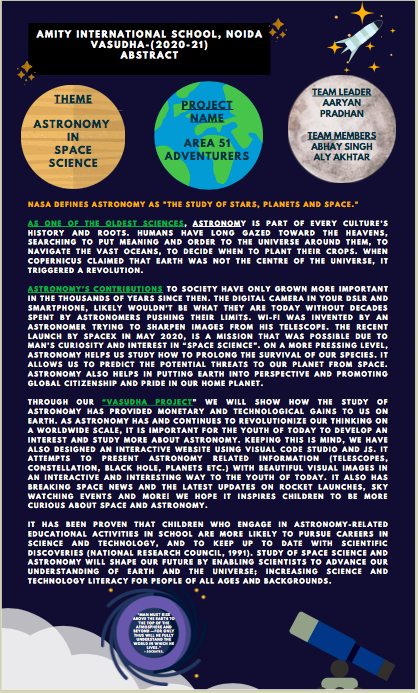 AMITY INTERNATIONAL SCHOOL, NOIDA
VASUDHA-(2020-21)
ABSTRACT
THEME
ASTRONOMY
IN
SPACE
SCIENCE
PROJECT
NAME
AREA 51
ADVENTURERS
TEAM LEADER
AARYAN
PRADHAN
TEAM MEMBERS
ABHAY SINGH
ALY AKHTAR
NASA DEFINES ASTRONOMY AS "THE STUDY OF STARS, PLANETS AND SPACE."
AS ONE OF THE OLDEST SCIENCES, ASTRONOMY IS PART OF EVERY CULTURE'S
HISTORY AND ROOTS. HUMANS HAVE LONG GAZED TOWARD THE HEAVENS,
SEARCHING TO PUT MEANING AND ORDER TO THE UNIVERSE AROUND THEM, TO
NAVIGATE THE VAST OCEANS, TO DECIDE WHEN TO PLANT THEIR CROPS. WHEN
COPERNICUS CLAIMED THAT EARTH WAS NOT THE CENTRE OF THE UNIVERSE, IT
TRIGGERED A REVOLUTION.
ASTRONOMY'S CONTRIBUTIONS TO SOCIETY HAVE ONLY GROWN MORE IMPORTANT
IN THE THOUSANDS OF YEARS SINCE THEN. THE DIGITAL CAMERA IN YOUR DSLR AND
SMARTPHONE, LIKELY WOULDN'T BE WHAT THEY ARE TODAY WITHOUT DECADES
SPENT BY ASTRONOMERS PUSHING THEIR LIMITS. WI-FI WAS INVENTED BY AN
ASTRONOMER TRYING TO SHARPEN IMAGES FROM HIS TELESCOPE. THE RECENT
LAUNCH BY SPACEX IN MAY 2020, IS A MISSION THAT WAS POSSIBLE DUE TO
MAN'S CURIOSITY AND INTEREST IN "SPACE SCIENCE". ON A MORE PRESSING LEVEL,
ASTRONOMY HELPS US STUDY HOW TO PROLONG THE SURVIVAL OF OUR SPECIES. IT
ALLOWS US TO PREDICT THE POTENTIAL THREATS TO OUR PLANET FROM SPACE.
ASTRONOMY ALSO HELPS IN PUTTING EARTH INTO PERSPECTIVE AND PROMOTING
GLOBAL CITIZENSHIP AND PRIDE IN OUR HOME PLANET.
THROUGH OUR "VASUDHA PROJECT" WE WILL SHOW HOW THE STUDY OF
ASTRONOMY HAS PROVIDED MONETARY AND TECHNOLOGICAL GAINS TO US ON
EARTH. AS ASTRONOMY HAS AND CONTINUES TO REVOLUTIONIZE OUR THINKING ON
A WORLDWIDE SCALE, IT IS IMPORTANT FOR THE YOUTH OF TODAY TO DEVELOP AN
INTEREST AND STUDY MORE ABOUT ASTRONOMY. KEEPING THIS IN MIND, WE HAVE
ALSO DESIGNED AN INTERACTIVE WEBSITE USING VISUAL CODE STUDIO AND JS. IT
ATTEMPTS TO PRESENT ASTRONOMY RELATED INFORMATION (TELESCOPES,
CONSTELLATION, BLACK HOLE, PLANETS ETC.) WITH BEAUTIFUL VISUAL IMAGES IN
AN INTERACTIVE AND INTERESTING WAY TO THE YOUTH OF TODAY. IT ALSO HAS
BREAKING SPACE NEWS AND THE LATEST UPDATES ON ROCKET LAUNCHES, SKY
WATCHING EVENTS AND MORE! WE HOPE IT INSPIRES CHILDREN TO BE MORE
CURIOUS ABOUT SPACE AND ASTRONOMY.
IT HAS BEEN PROVEN THAT CHILDREN WHO ENGAGE IN ASTRONOMY-RELATED
EDUCATIONAL ACTIVITIES IN SCHOOL ARE MORE LIKELY TO PURSUE CAREERS IN
SCIENCE AND TECHNOLOGY, AND TO KEEP UP TO DATE WITH SCIENTIFIC
DISCOVERIES (NATIONAL RESEARCH COUNCIL, 1991). STUDY OF SPACE SCIENCE AND
ASTRONOMY WILL SHAPE OUR FUTURE BY ENABLING SCIENTISTS TO ADVANCE OUR
UNDERSTANDING OF EARTH AND THE UNIVERSE; INCREASING SCIENCE AND
TECHNOLOGY LITERACY FOR PEOPLE OF ALL AGES AND BACKGROUNDS.
"MAN MUST RISE
ABOVE THE EARTH TO
THE TOP OF THE
ATMOSPHERE AND
BEYOND —FOR ONLY
THUS WILL HE FULLY
UNDERSTAND THE
WORLD IN WHICH HE
LIVES."
– SOCRATES.